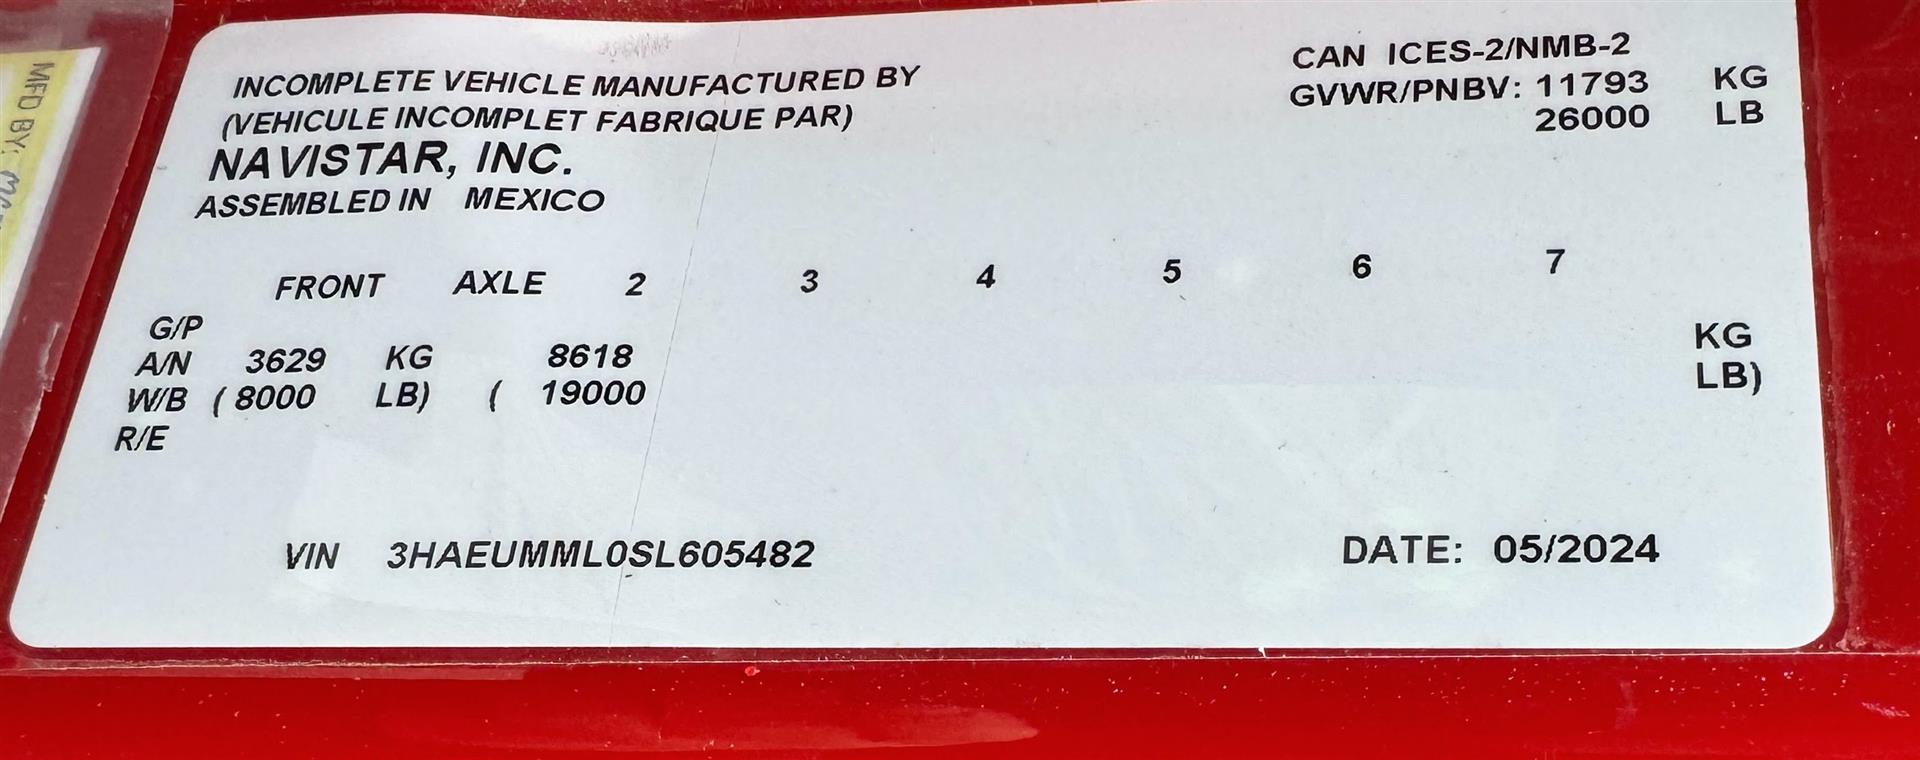 MFD BY:
INCOMPLETE VEHICLE MANUFACTURED BY
(VEHICULE INCOMPLET FABRIQUE PAR)
NAVISTAR, INC.
ASSEMBLED IN MEXICO
CAN ICES-2/NMB-2
GVWR/PNBV: 11793 KG
26000 LB
FRONT AXLE 2 3 4 5 6 7
G/P
A/N 3629 KG 8618 KG
W/B (8000 LB) ( 19000 LB)
R/E
VIN 3HAEUMML0SL605482
DATE: 05/2024